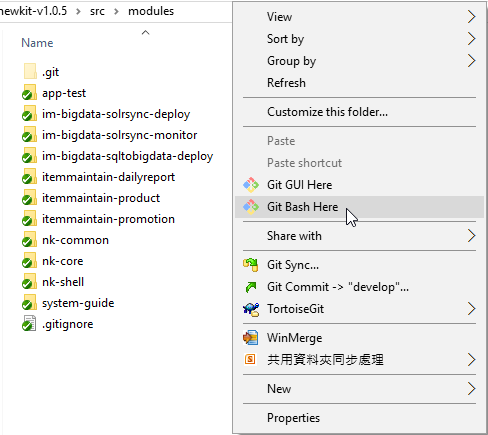 newkit-v1.0.5 > src > modules
Name
.git
app-test
im-bigdata-solrsync-deploy
im-bigdata-solrsync-monitor
im-bigdata-sqltobigdata-deploy
itemmaintain-dailyreport
itemmaintain-product
itemmaintain-promotion
nk-common
nk-core
nk-shell
system-guide
.gitignore
View
Sort by
Group by
Refresh
Customize this folder...
Paste
Paste shortcut
Git GUI Here
Git Bash Here
Share with
Git Sync...
Git Commit -> "develop"...
TortoiseGit
WinMerge
共用資料夾同步處理
New
Properties